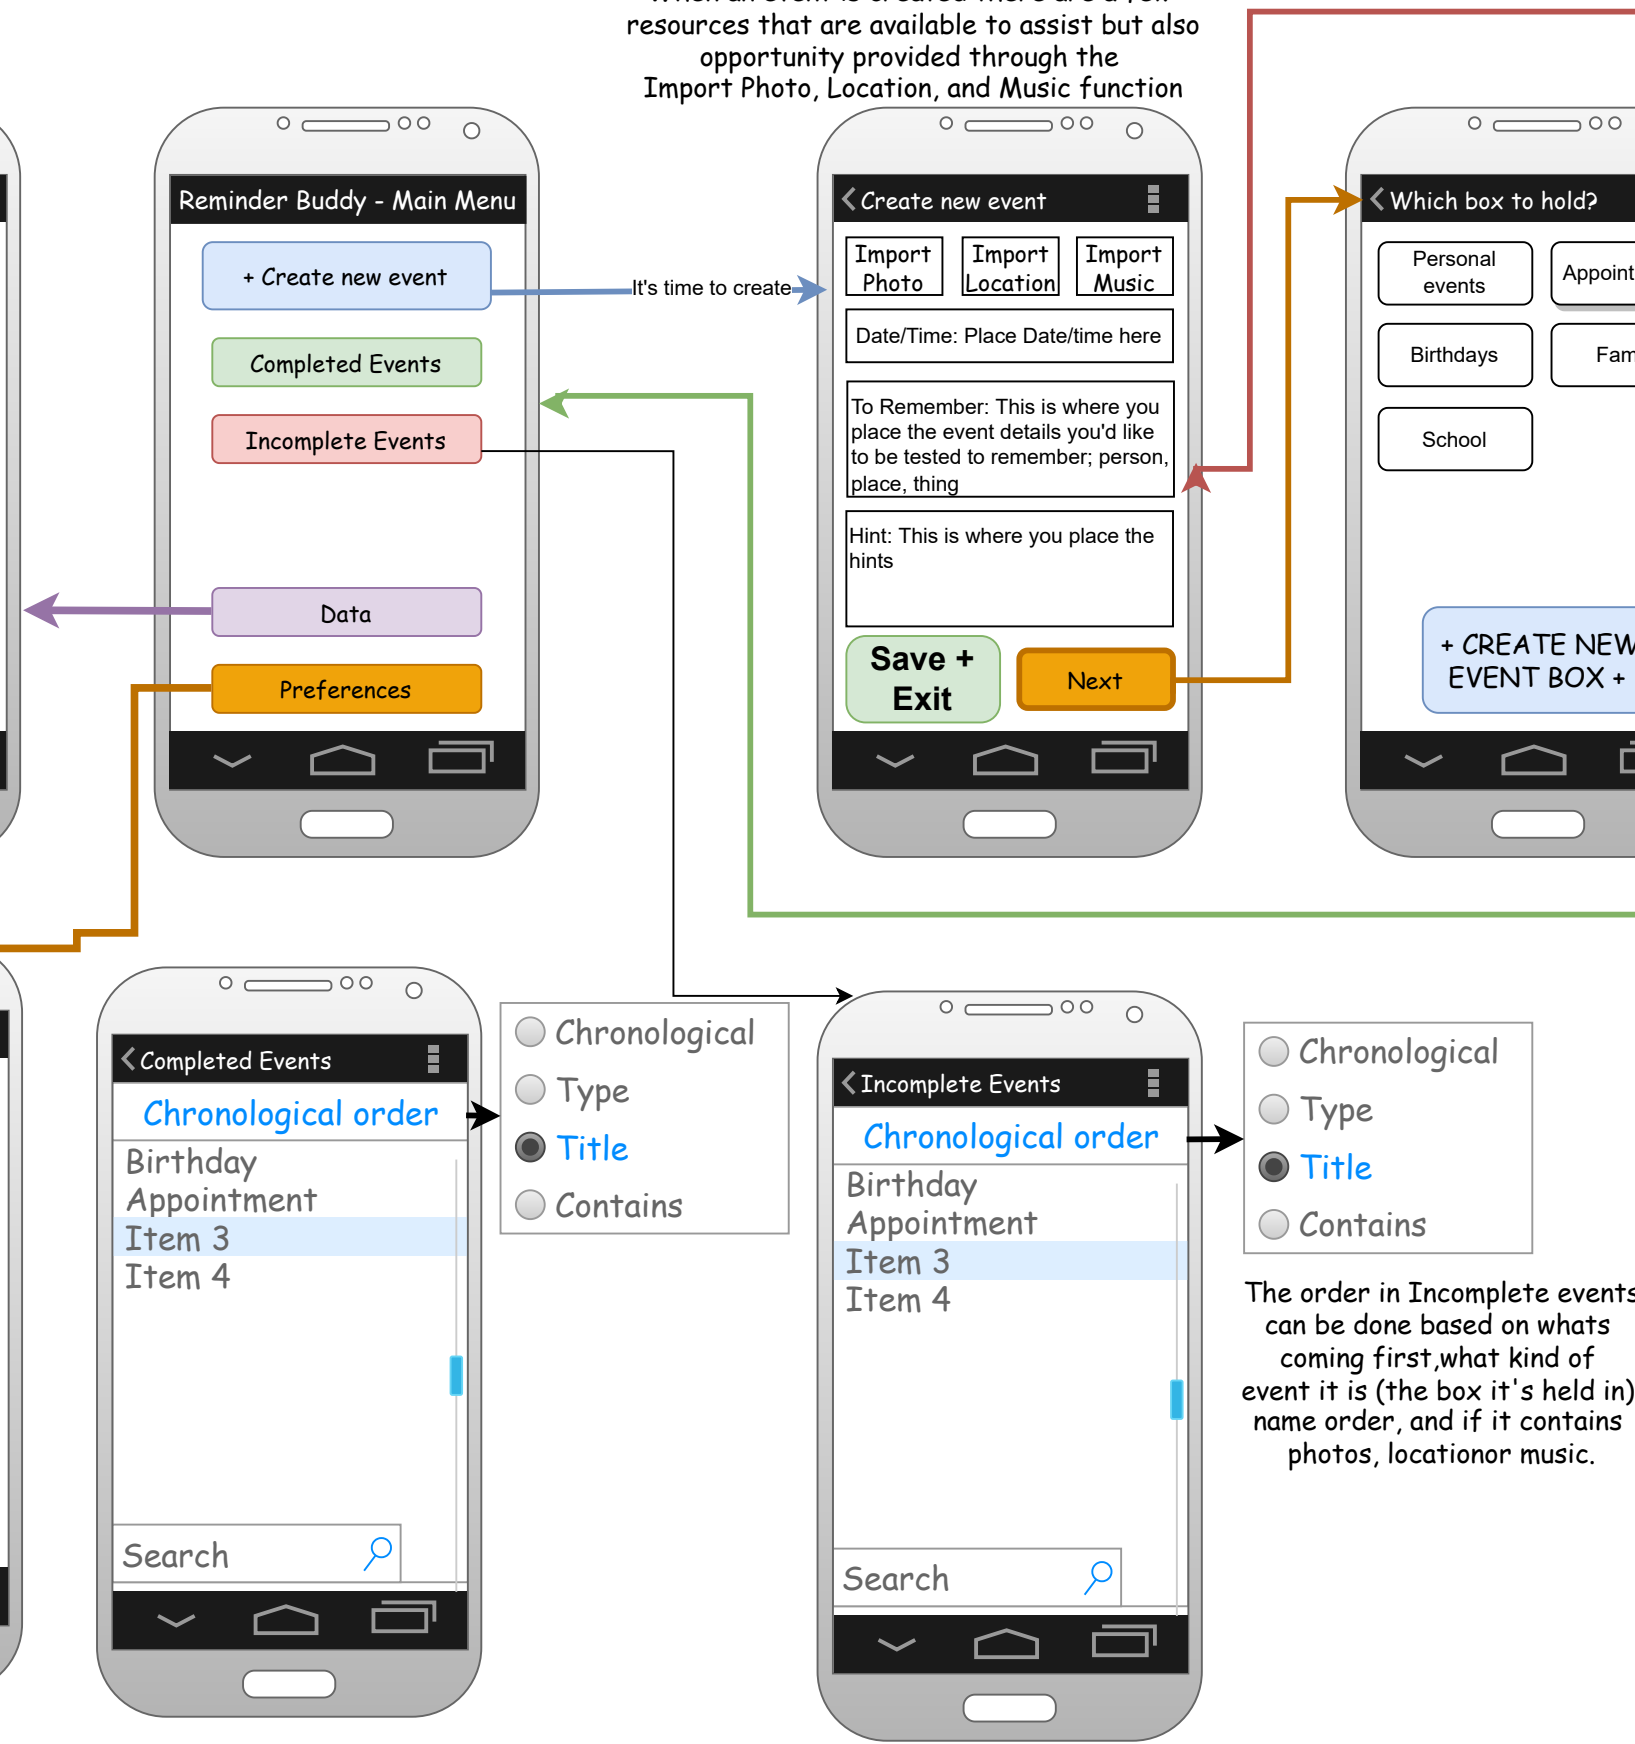 resources that are available to assist but also
opportunity provided through the
Import Photo, Location, and Music function
Reminder Buddy - Main Menu
+ Create new event
Completed Events
Incomplete Events
Data
Preferences
It's time to create
Create new event
Import
Photo
Import
Location
Import
Music
Date/Time: Place Date/time here
To Remember: This is where you
place the event details you'd like
to be tested to remember; person,
place, thing
Hint: This is where you place the
hints
Save +
Exit
Next
Which box to hold?
Personal
events
Birthdays
School
+ CREATE NEW
EVENT BOX +
Completed Events
Chronological order
Birthday
Appointment
Item 3
Item 4
Search
Chronological
Type
Title
Contains
Incomplete Events
Chronological order
Birthday
Appointment
Item 3
Item 4
Search
Chronological
Type
Title
Contains
The order in Incomplete events
can be done based on whats
coming first,what kind of
event it is (the box it's held in)
name order, and if it contains
photos, locationor music.